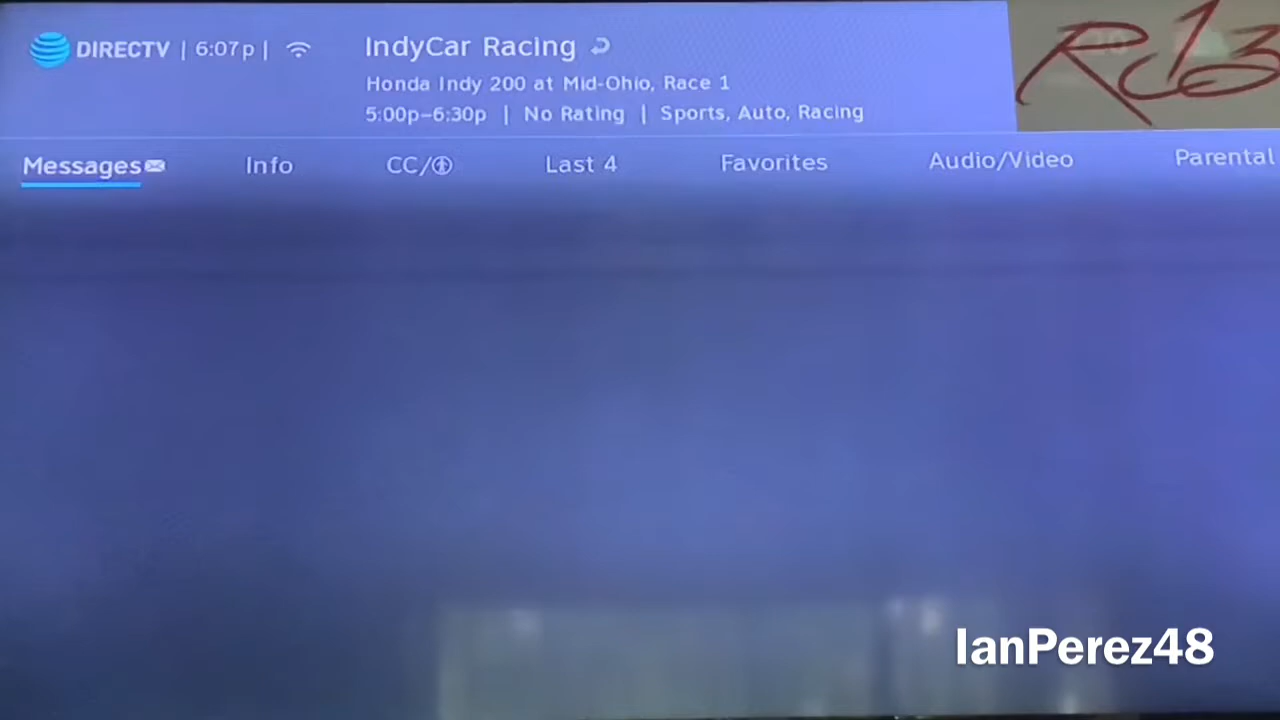 DIRECTV | 6:07p |
IndyCar Racing
Honda Indy 200 at Mid-Ohio, Race 1
5:00p–6:30p | No Rating | Sports, Auto, Racing
Messages Info CC/ Last 4 Favorites Audio/Video Parental
IanPerez48